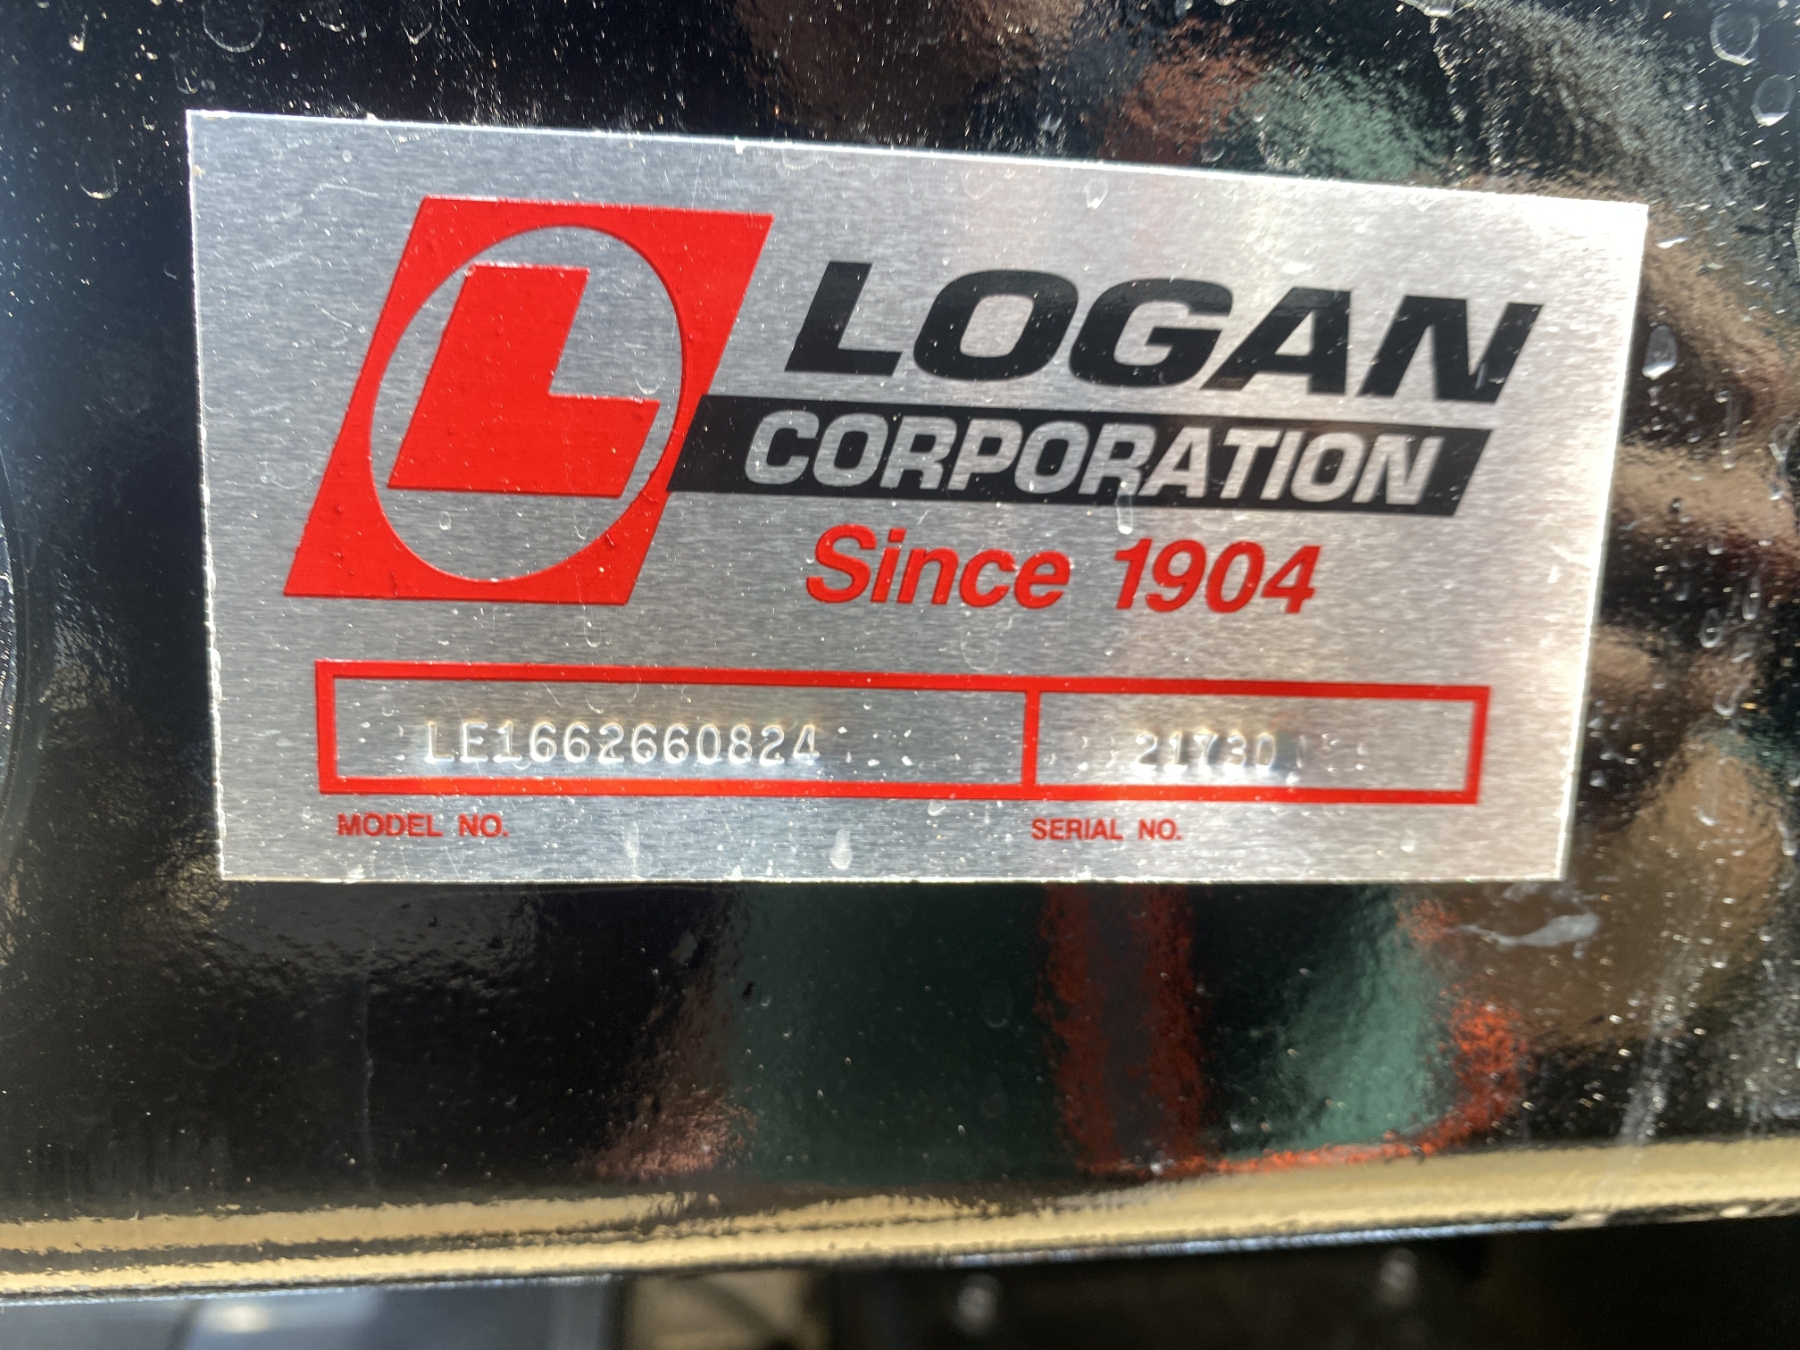 L
LOGAN
CORPORATION
Since 1904
LE1662660824 21730
MODEL NO. SERIAL NO.